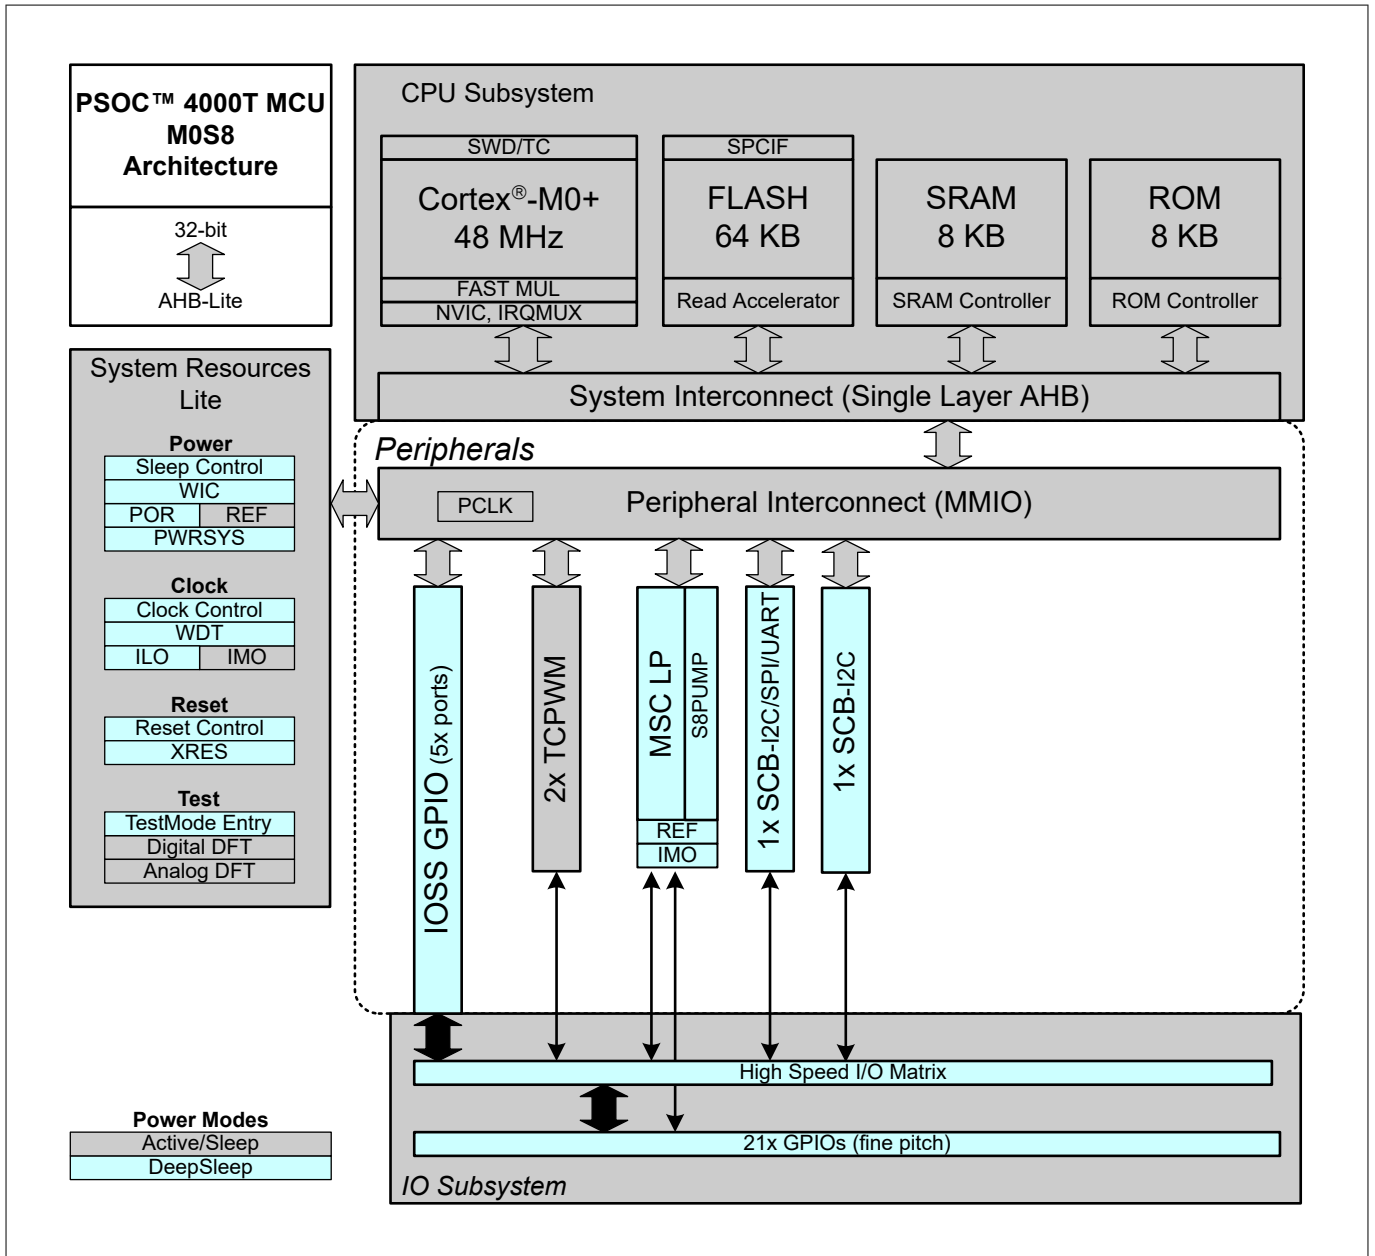 PSOC™ 4000T MCU
M0S8
Architecture
32-bit
AHB-Lite
CPU Subsystem
SWD/TC
Cortex®-M0+
48 MHz
FAST MUL
NVIC, IRQMUX
SPCIF
FLASH
64 KB
Read Accelerator
SRAM
8 KB
SRAM Controller
ROM
8 KB
ROM Controller
System Interconnect (Single Layer AHB)
System Resources
Lite
Power
Sleep Control
WIC
POR REF
PWRSYS
Clock
Clock Control
WDT
ILO IMO
Reset
Reset Control
XRES
Test
TestMode Entry
Digital DFT
Analog DFT
Peripherals
PCLK
Peripheral Interconnect (MMIO)
IOSS GPIO (5x ports)
2x TCPWM
MSC LP
S8PUMP
REF
IMO
1x SCB-I2C/SPI/UART
1x SCB-I2C
High Speed I/O Matrix
21x GPIOs (fine pitch)
IO Subsystem
Power Modes
Active/Sleep
DeepSleep